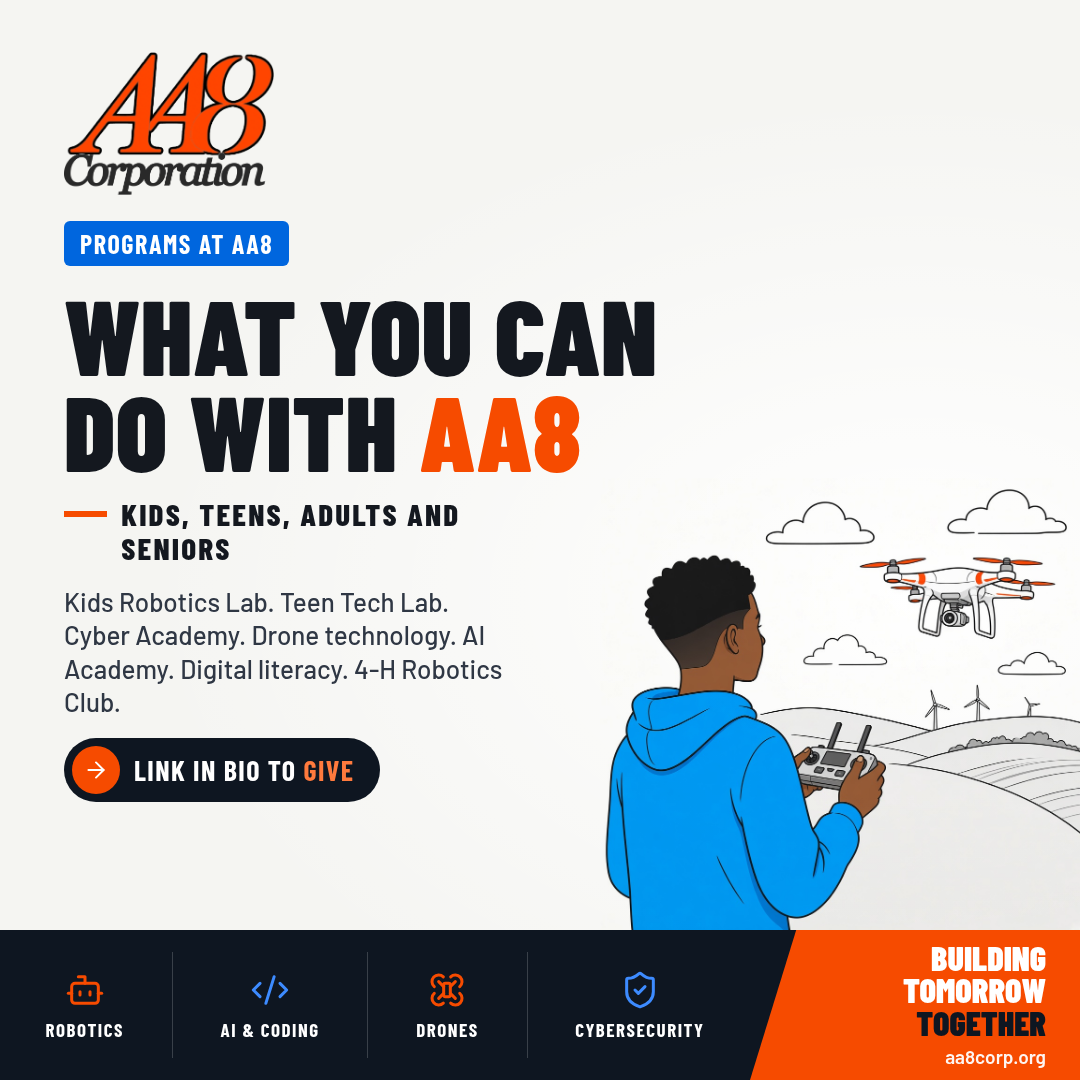 AA8
Corporation
PROGRAMS AT AA8
WHAT YOU CAN
DO WITH AA8
KIDS, TEENS, ADULTS AND
SENIORS
Kids Robotics Lab. Teen Tech Lab.
Cyber Academy. Drone technology. AI
Academy. Digital literacy. 4-H Robotics
Club.
LINK IN BIO TO GIVE
ROBOTICS
AI & CODING
DRONES
CYBERSECURITY
BUILDING
TOMORROW
TOGETHER
aa8corp.org